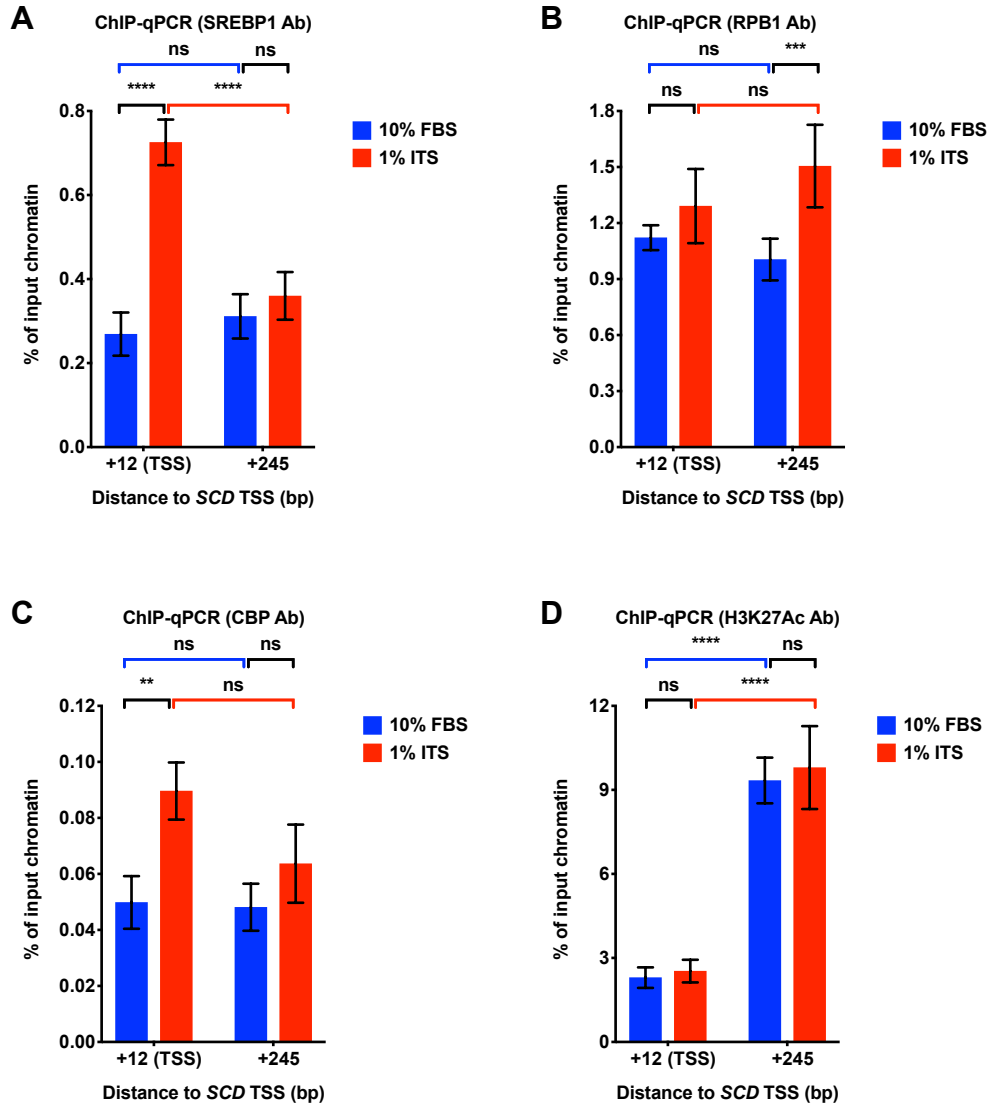 A
ChIP-qPCR (SREBP1 Ab)
ns
ns
****
****
0.8
0.6
0.4
0.2
0.0
% of input chromatin
+12 (TSS)
+245
Distance to SCD TSS (bp)
10% FBS
1% ITS
B
ChIP-qPCR (RPB1 Ab)
ns
***
ns
ns
1.8
1.5
1.2
0.9
0.6
0.3
0.0
% of input chromatin
+12 (TSS)
+245
Distance to SCD TSS (bp)
10% FBS
1% ITS
C
ChIP-qPCR (CBP Ab)
ns
ns
**
ns
0.12
0.10
0.08
0.06
0.04
0.02
0.00
% of input chromatin
+12 (TSS)
+245
Distance to SCD TSS (bp)
10% FBS
1% ITS
D
ChIP-qPCR (H3K27Ac Ab)
****
ns
ns
****
12
9
6
3
0
% of input chromatin
+12 (TSS)
+245
Distance to SCD TSS (bp)
10% FBS
1% ITS